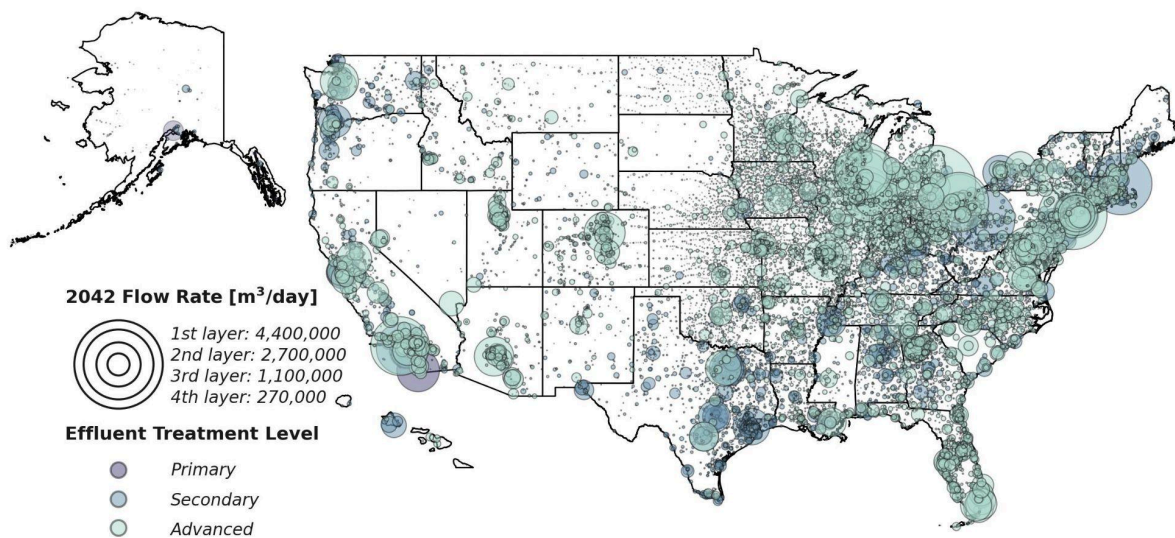 2042 Flow Rate [m³/day]
1st layer: 4,400,000
2nd layer: 2,700,000
3rd layer: 1,100,000
4th layer: 270,000
Effluent Treatment Level
Primary
Secondary
Advanced